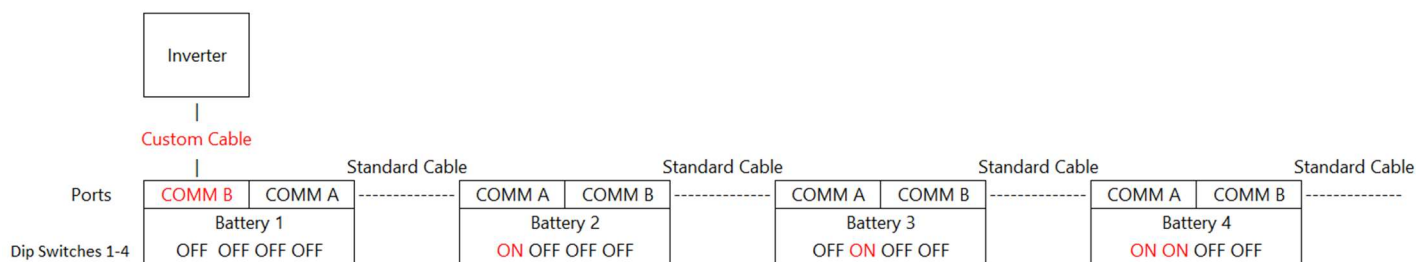 Inverter
Custom Cable
Standard Cable Standard Cable Standard Cable Standard Cable
Ports COMM B COMM A COMM A COMM B COMM A COMM B COMM A COMM B
Battery 1 Battery 2 Battery 3 Battery 4
Dip Switches 1-4 OFF OFF OFF OFF ON OFF OFF OFF OFF ON OFF OFF ON ON OFF OFF